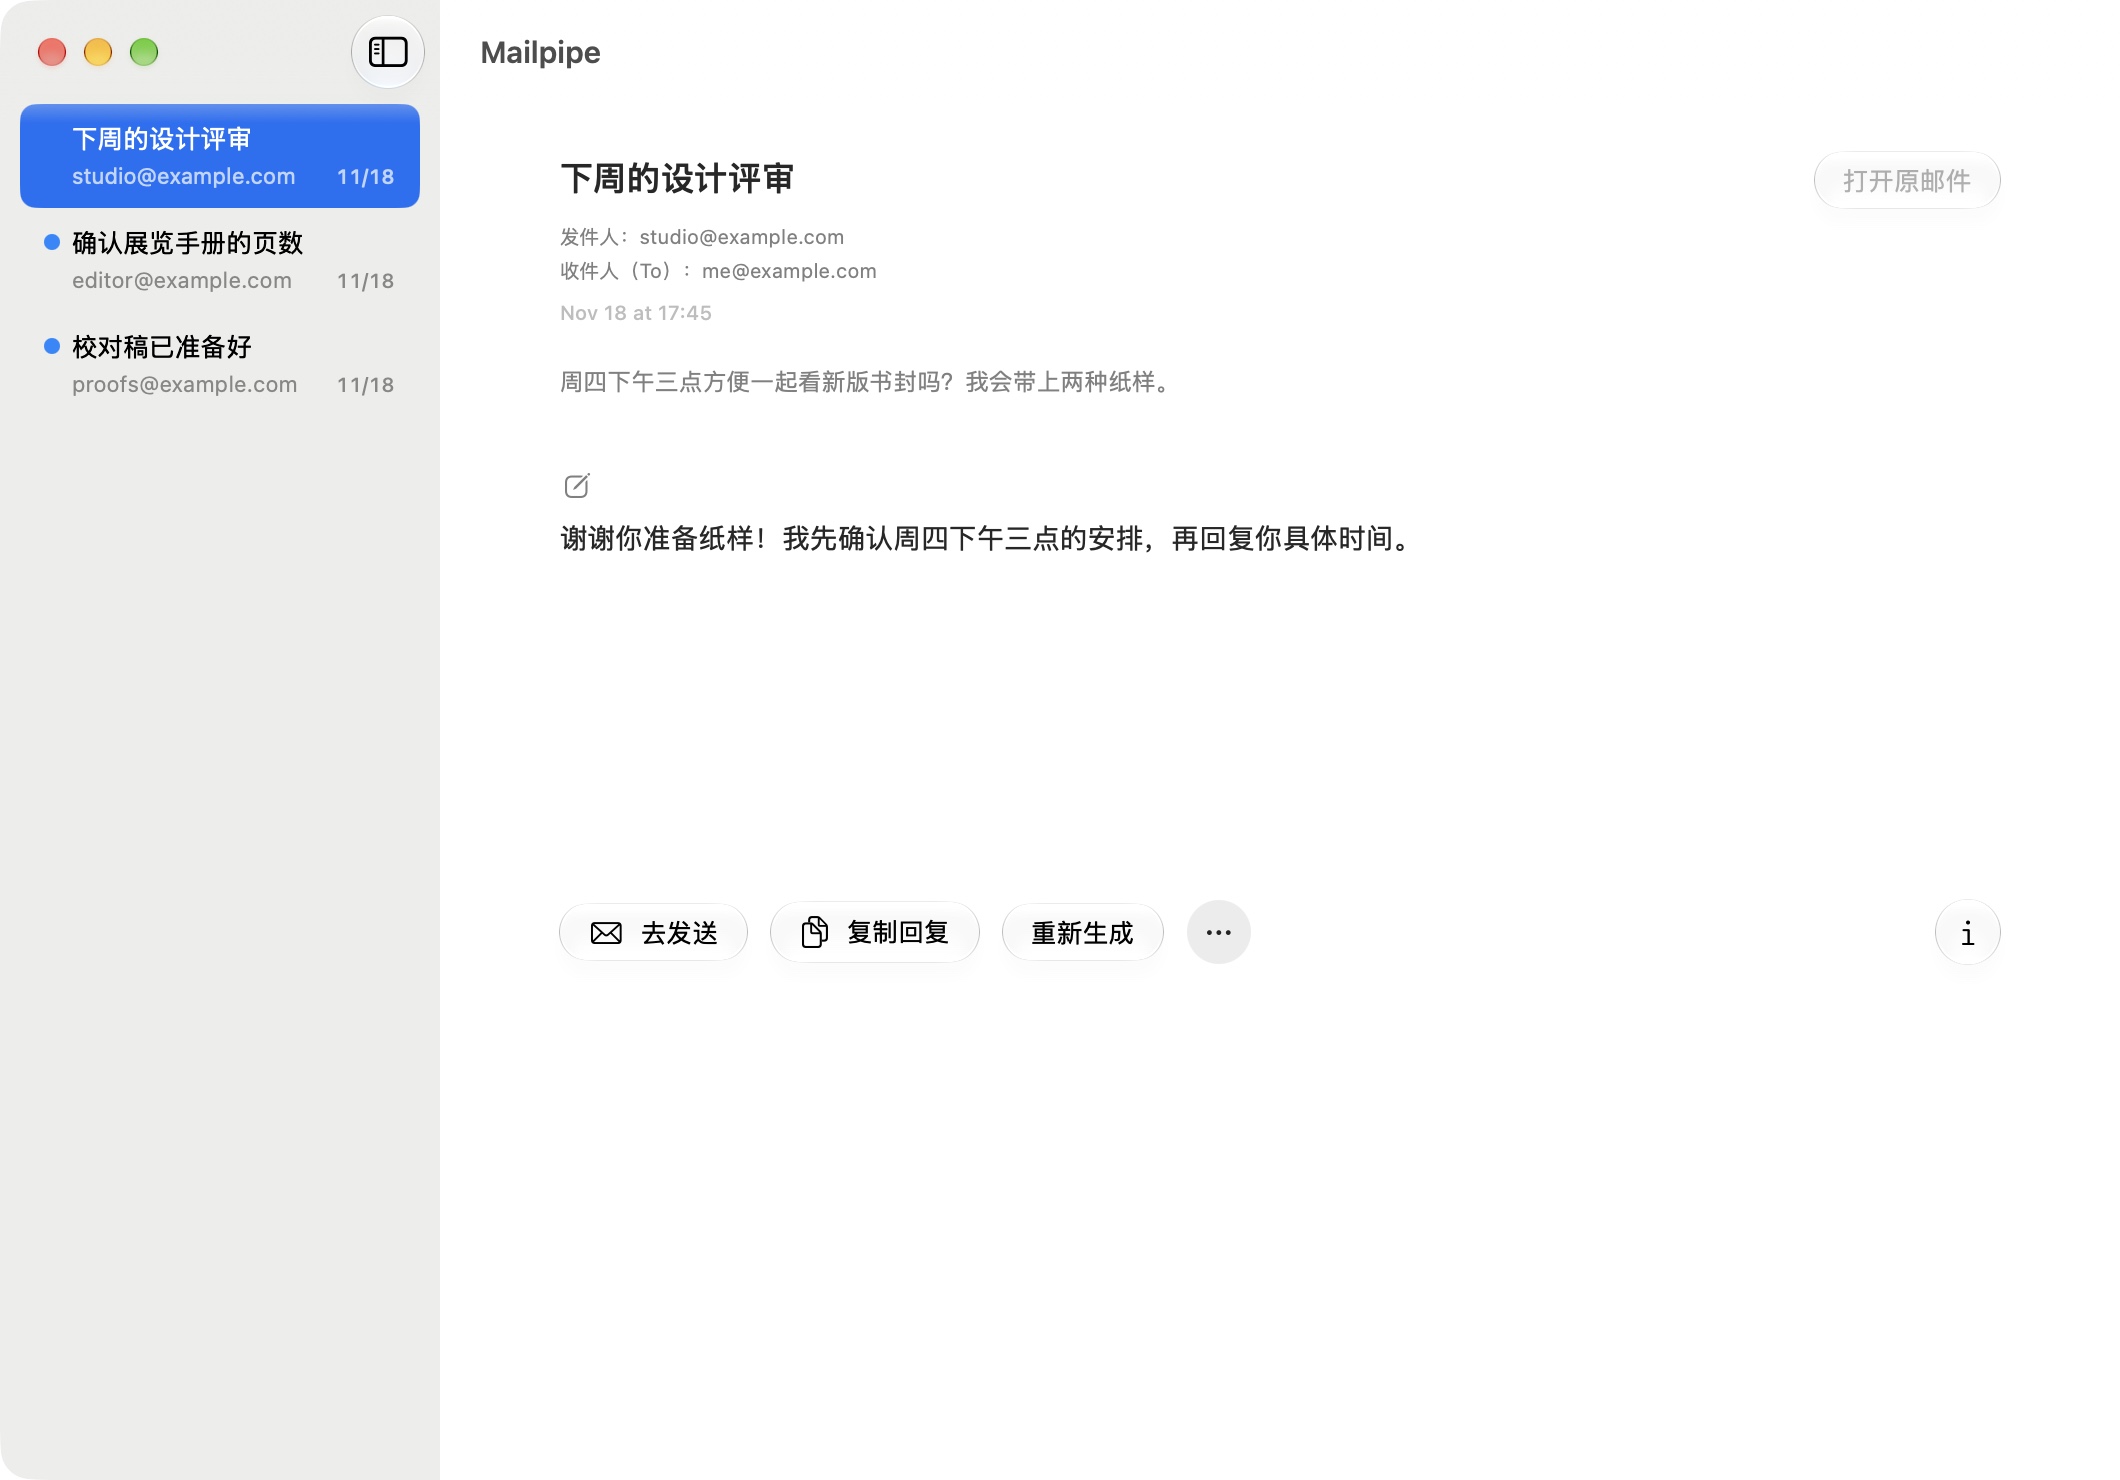 Mailpipe
下周的设计评审
studio@example.com 11/18
确认展览手册的页数
editor@example.com 11/18
校对稿已准备好
proofs@example.com 11/18
下周的设计评审
打开原邮件
发件人：studio@example.com
收件人（To）：me@example.com
Nov 18 at 17:45
周四下午三点方便一起看新版书封吗？我会带上两种纸样。
谢谢你准备纸样！我先确认周四下午三点的安排，再回复你具体时间。
去发送 复制回复 重新生成